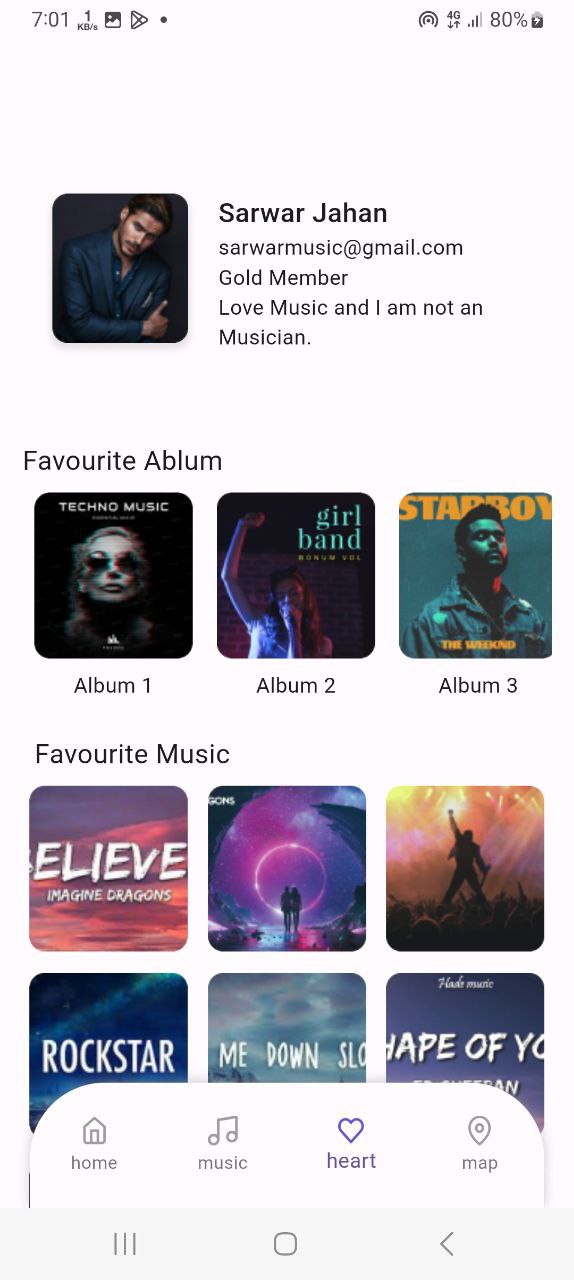 7:01 1 KB/s 4G 80%
Sarwar Jahan
sarwarmusic@gmail.com
Gold Member
Love Music and I am not an
Musician.
Favourite Ablum
TECHNO MUSIC
girl
band
BONUM VOL
STARBOY
THE WEEKND
Album 1
Album 2
Album 3
Favourite Music
ELIEVE
IMAGINE DRAGONS
GONS
ROCKSTAR
ME DOWN SLO
Hade music
HAPE OF YO
home
music
heart
map